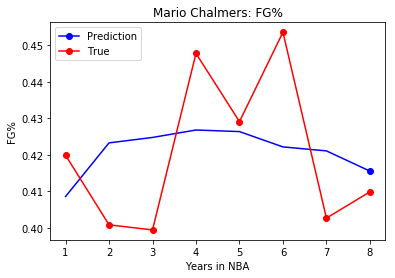 Mario Chalmers: FG%
Prediction
True
FG%
0.45
0.44
0.43
0.42
0.41
0.40
1 2 3 4 5 6 7 8
Years in NBA